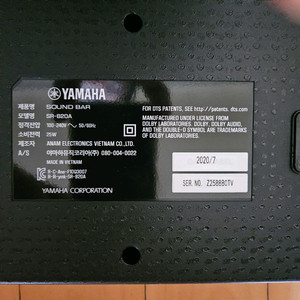 YAMAHA
제품명 SOUND BAR
모델명 SR-B20A
정격전압 100-240V~ 50/60Hz
소비전력 25W
제조자 ANAM ELECTRONICS VIETNAM CO., LTD.
A/S 야마하뮤직코리아(주) 080-004-0022
MADE IN VIETNAM
YAMAHA CORPORATION
FOR DTS PATENTS, SEE http://patents.dts.com.
MANUFACTURED UNDER LICENSE FROM
DOLBY LABORATORIES. DOLBY, DOLBY AUDIO,
AND THE DOUBLE-D SYMBOL ARE TRADEMARKS
OF DOLBY LABORATORIES.
2020/7
SER. NO. Z258880TV